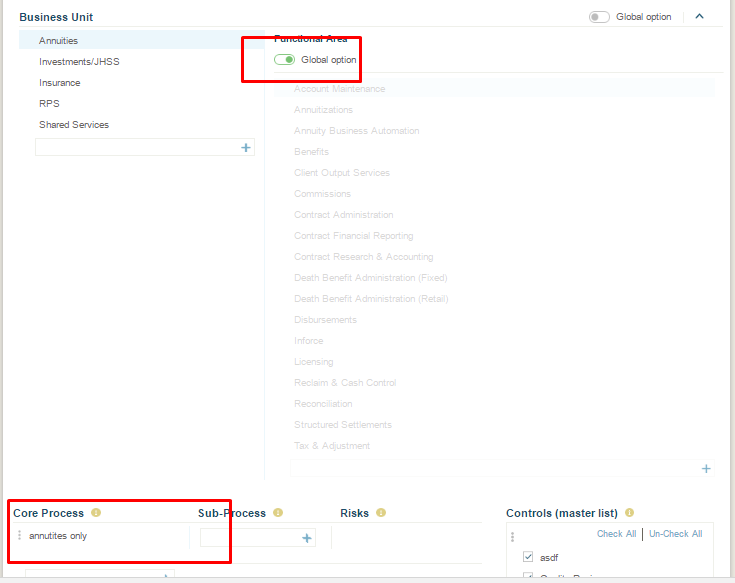 Business Unit
Global option
Annuities
Investments/JHSS
Insurance
RPS
Shared Services
Functional Area
Global option
Account Maintenance
Annuitizations
Annuity Business Automation
Benefits
Client Output Services
Commissions
Contract Administration
Contract Financial Reporting
Contract Research & Accounting
Death Benefit Administration (Fixed)
Death Benefit Administration (Retail)
Disbursements
Inforce
Licensing
Reclaim & Cash Control
Reconciliation
Structured Settlements
Tax & Adjustment
Core Process
Sub-Process
Risks
Controls (master list)
annutites only
Check All | Un-Check All
asdf